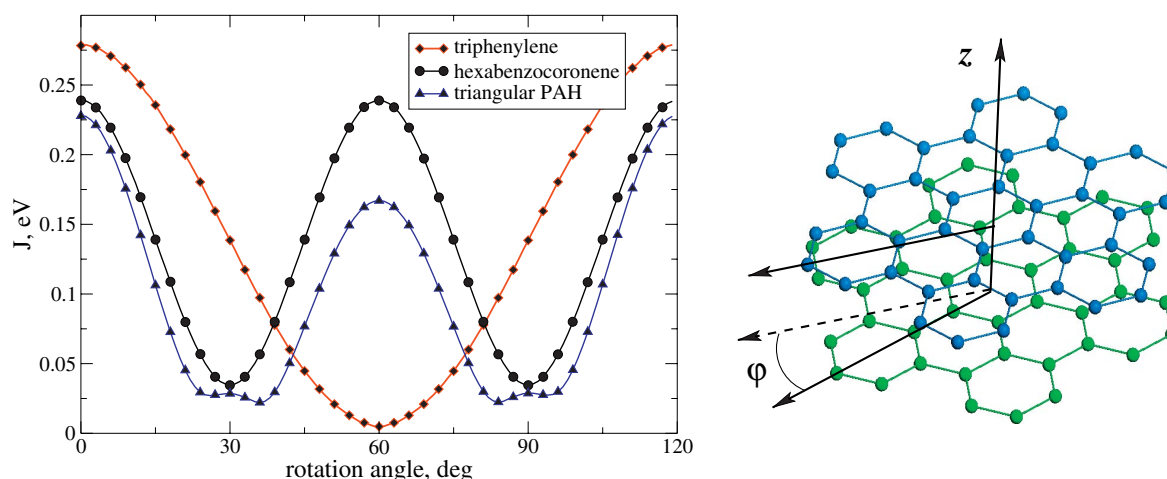 triphenylene
hexabenzocoronene
triangular PAH
J, eV
0.25
0.2
0.15
0.1
0.05
0
0
30
60
90
120
rotation angle, deg
z
φ